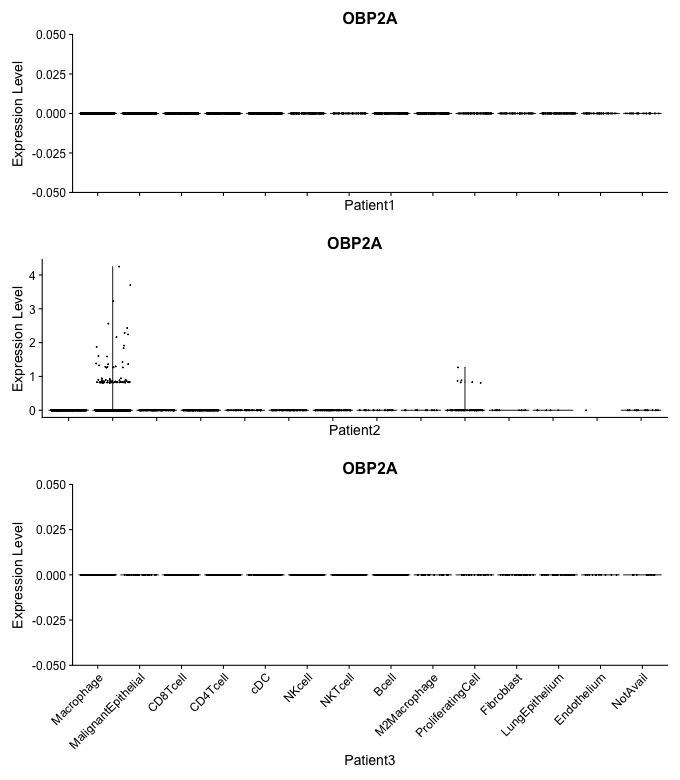 OBP2A
Expression Level
0.050
0.025
0.000
-0.025
-0.050
Patient1
OBP2A
Expression Level
4
3
2
1
0
Patient2
OBP2A
Expression Level
0.050
0.025
0.000
-0.025
-0.050
Macrophage
MalignantEpithelial
CD8Tcell
CD4Tcell
cDC
NKcell
NKTcell
Bcell
M2Macrophage
ProliferatingCell
Fibroblast
LungEpithelium
Endothelium
NotAvail
Patient3